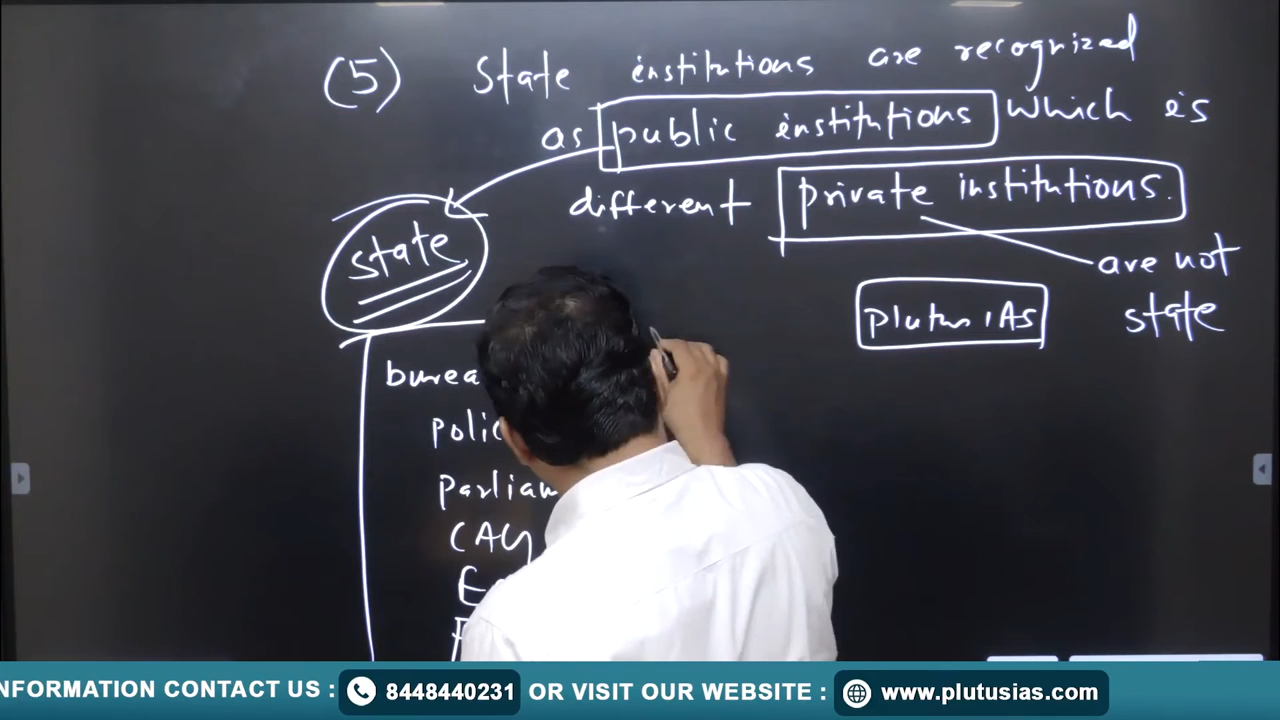 (5) State institutions are recognized
as public institutions which is
different private institutions.
are not
state
state
plutus IAS
burea
polic
parliam
CAG
INFORMATION CONTACT US : 8448440231 OR VISIT OUR WEBSITE : www.plutusias.com